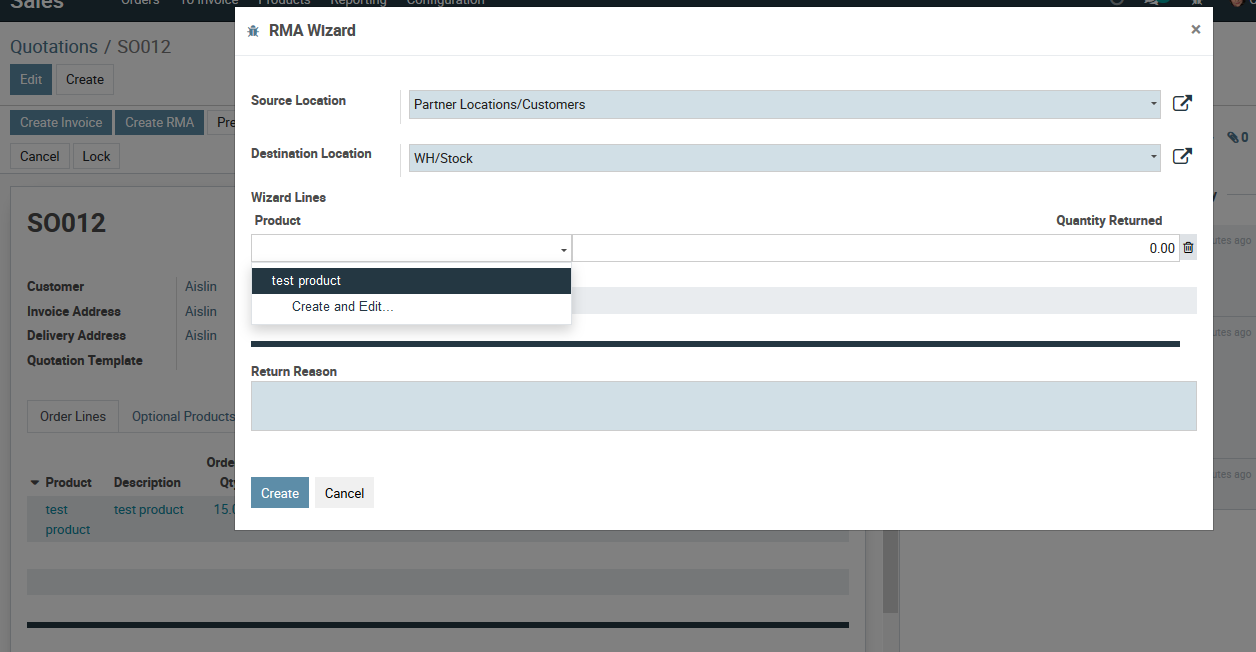 Sales Orders To Invoice Products Reporting Configuration
RMA Wizard ×
Quotations / SO012
Edit Create
Source Location Partner Locations/Customers
Create Invoice Create RMA Pre
0
Destination Location WH/Stock
Cancel Lock
Wizard Lines
Product Quantity Returned
SO012
0.00
utes ago
test product
Customer Aislin
Create and Edit...
Invoice Address Aislin
Delivery Address Aislin
utes ago
Quotation Template
Return Reason
Order Lines Optional Products
Orde
Product Description Qty
utes ago
Create Cancel
test test product 15.0
product